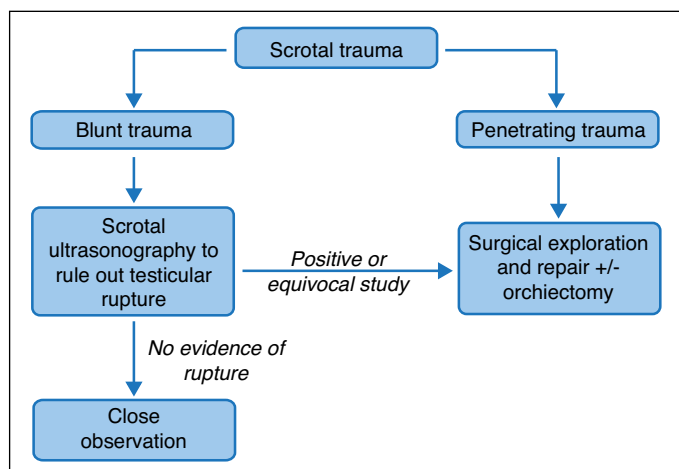 Scrotal trauma
Blunt trauma
Penetrating trauma
Scrotal
ultrasonography to
rule out testicular
rupture
Positive or
equivocal study
Surgical exploration
and repair +/-
orchiectomy
No evidence of
rupture
Close
observation